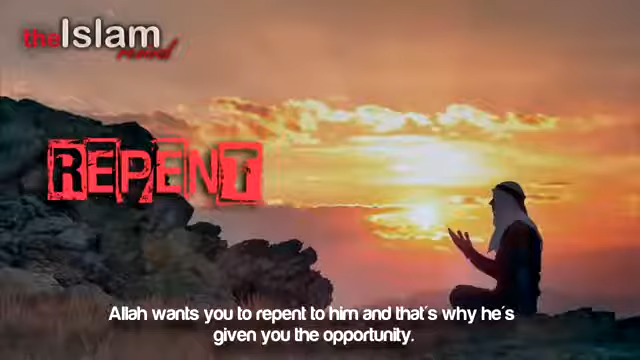 theIslam
REPENT
Allah wants you to repent to him and that's why he's
given you the opportunity.